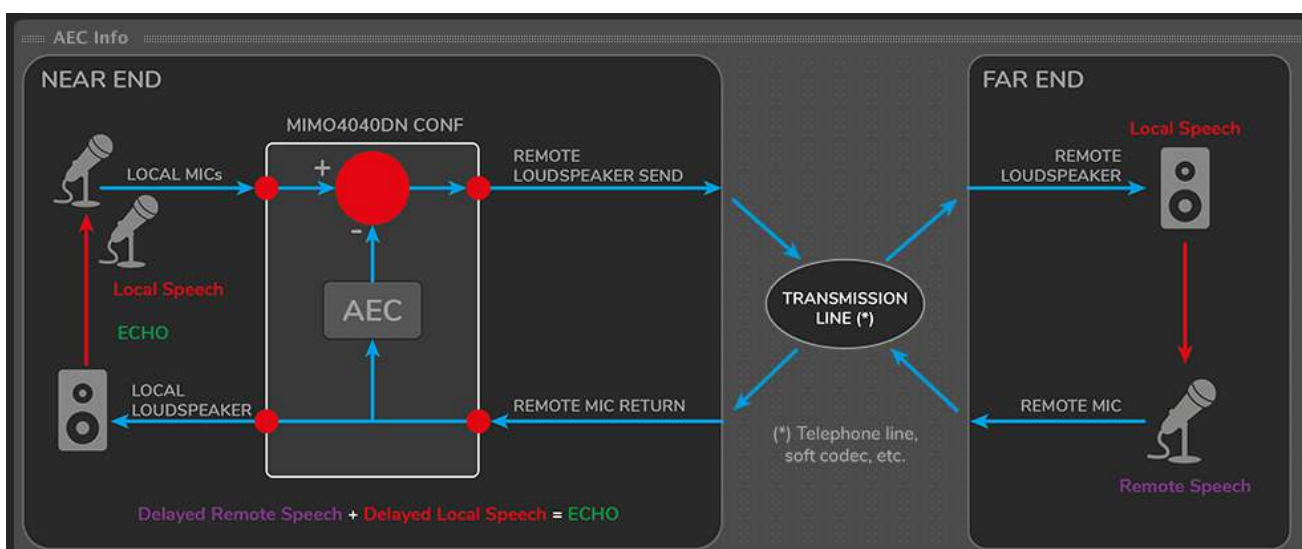 AEC Info
NEAR END
FAR END
MIMO4040DN CONF
LOCAL MICs
+
-
REMOTE
LOUDSPEAKER SEND
REMOTE
LOUDSPEAKER
Local Speech
Local Speech
ECHO
AEC
TRANSMISSION
LINE (*)
LOCAL
LOUDSPEAKER
REMOTE MIC RETURN
REMOTE MIC
(*) Telephone line,
soft codec, etc.
Remote Speech
Delayed Remote Speech + Delayed Local Speech = ECHO